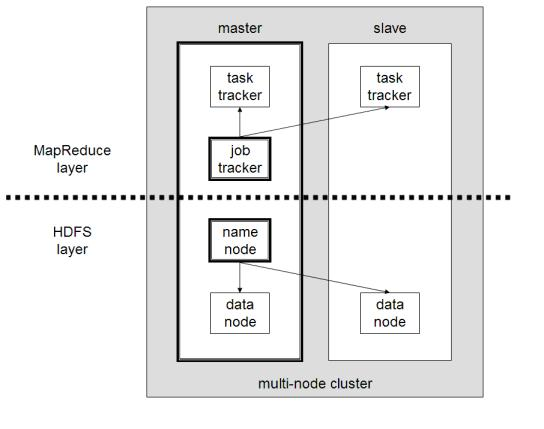 master
slave
task
tracker
task
tracker
job
tracker
MapReduce
layer
HDFS
layer
name
node
data
node
data
node
multi-node cluster